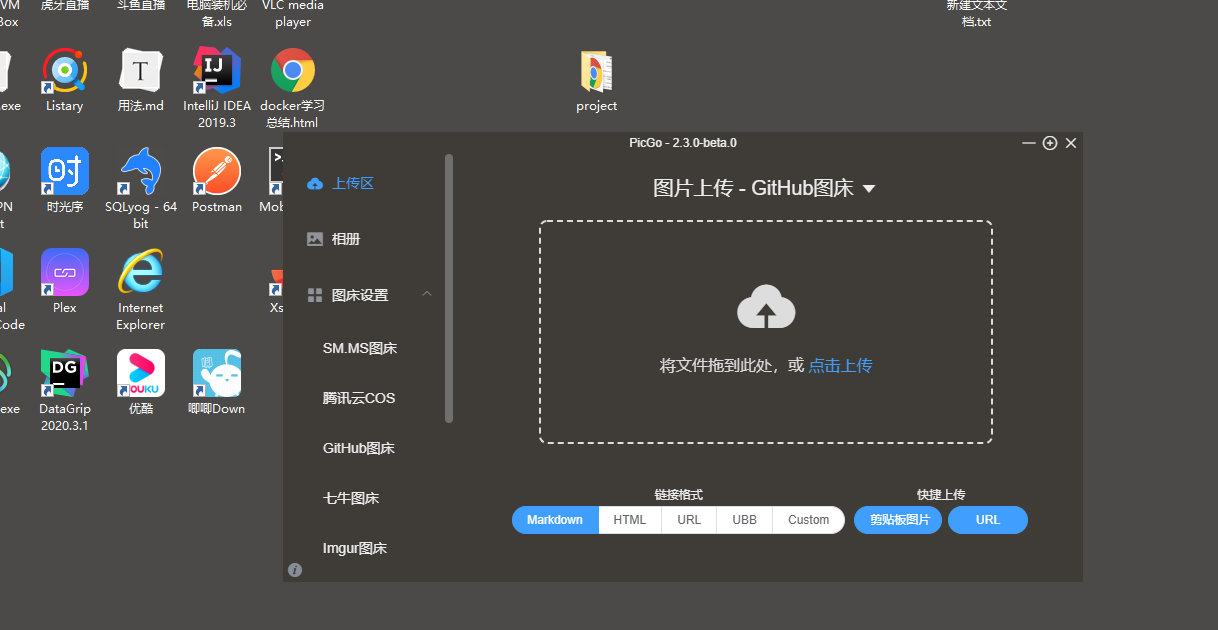 虎牙直播
斗鱼直播
电脑装机必
备.xls
VLC media
player
新建文本文
档.txt
Box
.exe
Listary
T
用法.md
IJ
IntelliJ IDEA
2019.3
docker学习
总结.html
project
时
时光序
SQLyog - 64
bit
Postman
Mob
Plex
Internet
Explorer
Xs
Code
exe
DG
DataGrip
2020.3.1
OUKU
优酷
唧
唧唧Down
PicGo - 2.3.0-beta.0
上传区
相册
图床设置
SM.MS图床
腾讯云COS
GitHub图床
七牛图床
Imgur图床
图片上传 - GitHub图床
将文件拖到此处，或 点击上传
链接格式
快捷上传
Markdown
HTML
URL
UBB
Custom
剪贴板图片
URL